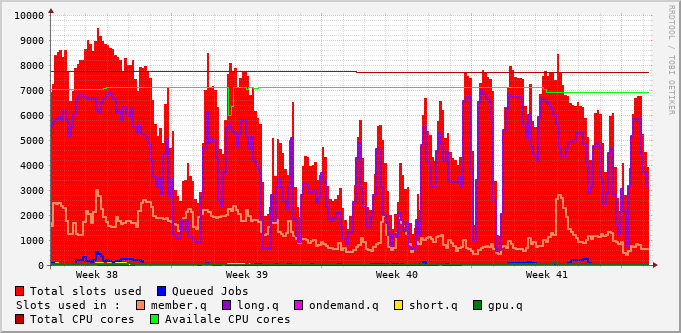 10000
9000
8000
7000
6000
5000
4000
3000
2000
1000
0
Week 38 Week 39 Week 40 Week 41
RRDTOOL / TOBI OETIKER
Total slots used Queued Jobs
Slots used in : member.q long.q ondemand.q short.q gpu.q
Total CPU cores Availale CPU cores